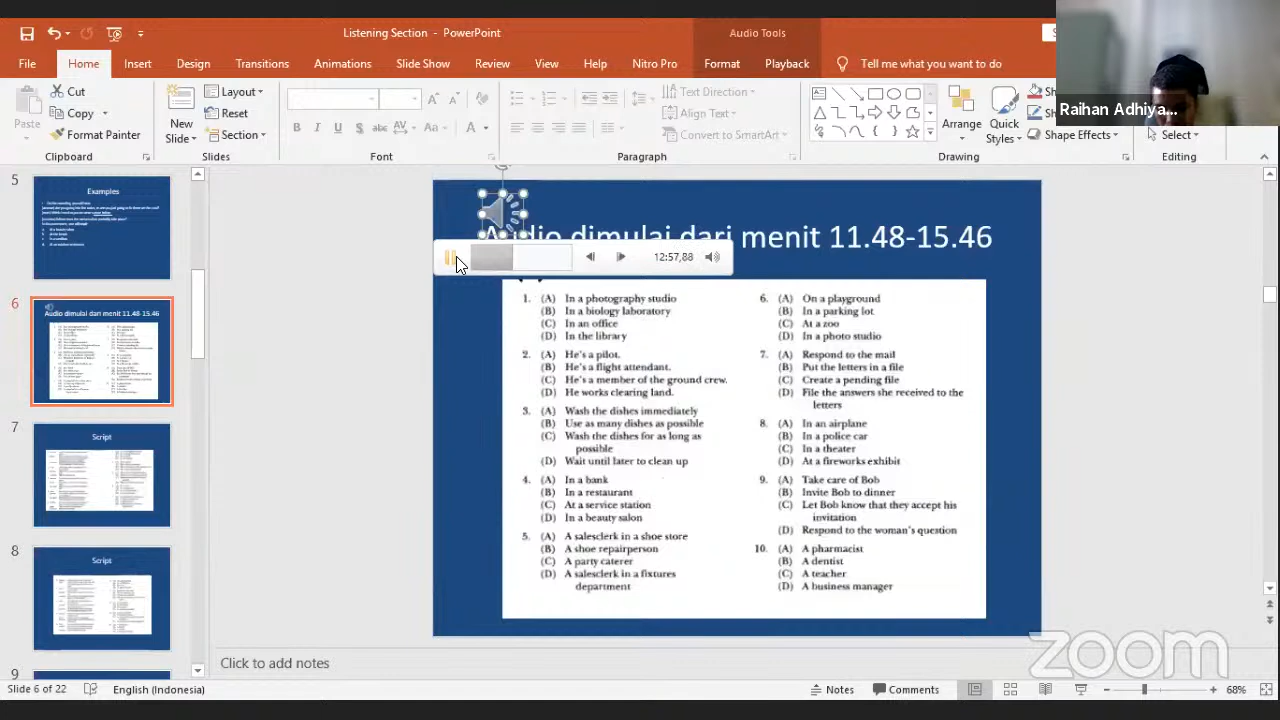 Listening Section - PowerPoint
Audio Tools
File Home Insert Design Transitions Animations Slide Show Review View Help Nitro Pro Format Playback Tell me what you want to do
Raihan Adhiya...
Paste
Cut
Copy
Format Painter
Clipboard
New
Slide
Layout
Reset
Section
Slides
B I U S abc AV Aa A
Font
Text Direction
Align Text
Convert to SmartArt
Paragraph
Arrange
Quick
Styles
Shape Effects
Drawing
Select
Editing
5
Examples
6
Audio dimulai dari menit 11.48-15.46
7
Script
8
Script
9
Audio dimulai dari menit 11.48-15.46
12:57,88
1. (A) In a photography studio
(B) In a biology laboratory
(C) In an office
(D) In the library
2. (A) He's a pilot.
(B) He's a flight attendant.
(C) He's a member of the ground crew.
(D) He works clearing land.
3. (A) Wash the dishes immediately
(B) Use as many dishes as possible
(C) Wash the dishes for as long as
possible
(D) Wait until later to clean up
4. (A) In a bank
(B) In a restaurant
(C) At a service station
(D) In a beauty salon
5. (A) A salesclerk in a shoe store
(B) A shoe repairperson
(C) A party caterer
(D) A salesclerk in a fixtures
department
6. (A) On a playground
(B) In a parking lot
(C) At a zoo
(D) In a photo studio
7. (A) Respond to the mail
(B) Put the letters in a file
(C) Create a pending file
(D) File the answers she received to the
letters
8. (A) In an airplane
(B) In a police car
(C) In a theater
(D) At a fireworks exhibit
9. (A) Take care of Bob
(B) Invite Bob to dinner
(C) Let Bob know that they accept his
invitation
(D) Respond to the woman's question
10. (A) A pharmacist
(B) A dentist
(C) A teacher
(D) A business manager
Click to add notes
zoom
Slide 6 of 22 English (Indonesia) Notes Comments 68%